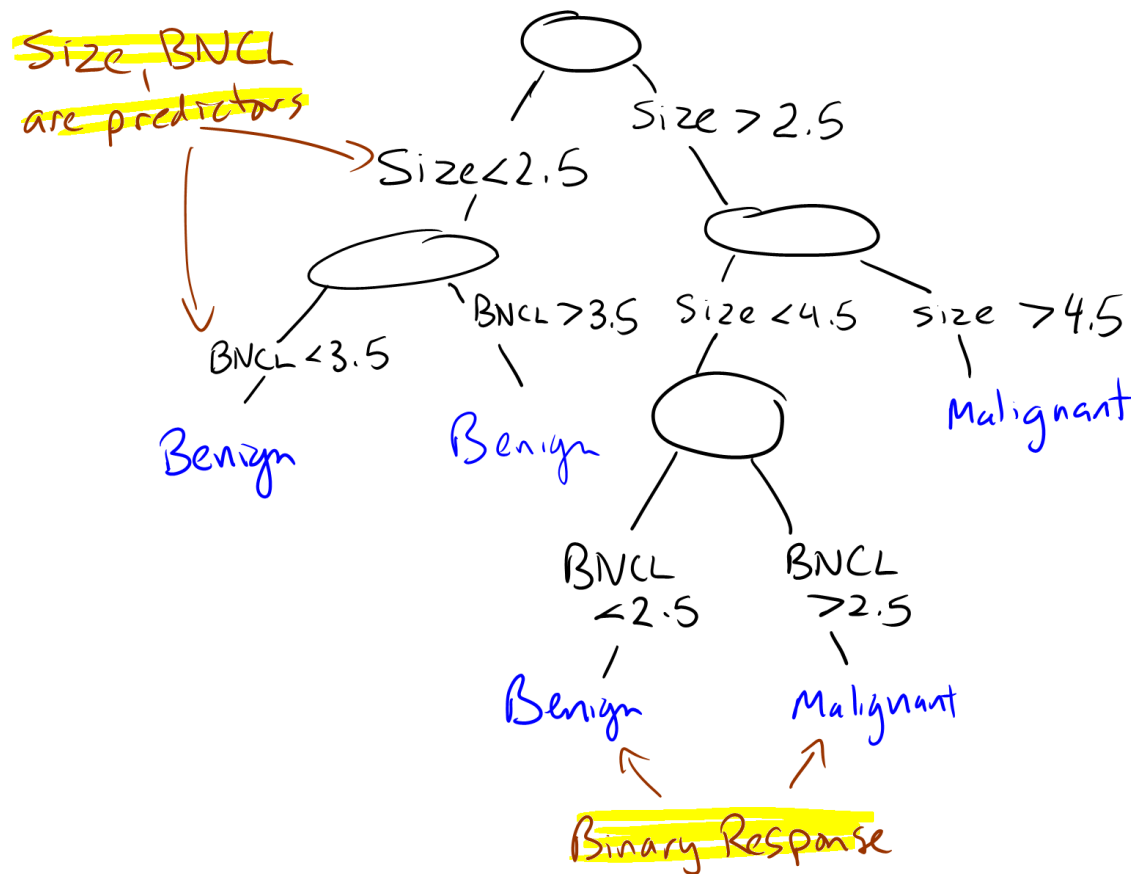 Size, BNCL
are predictors
Size > 2.5
Size < 2.5
BNCL > 3.5
Size < 4.5
size > 4.5
BNCL < 3.5
Malignant
Benign
Benign
BNCL
< 2.5
BNCL
> 2.5
Benign
Malignant
Binary Response